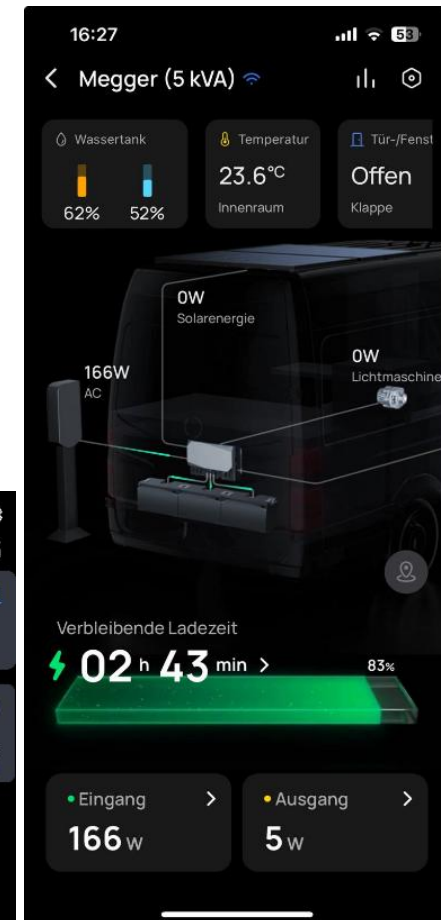 16:27
53
Megger (5 kVA)
Wassertank
Temperatur
Tür-/Fenst
62%
52%
23.6°C
Innenraum
Offen
Klappe
0W
Solarenergie
166W
AC
0W
Lichtmaschine
Verbleibende Ladezeit
02 h 43 min >
83%
Eingang
Ausgang
166 W
5 W